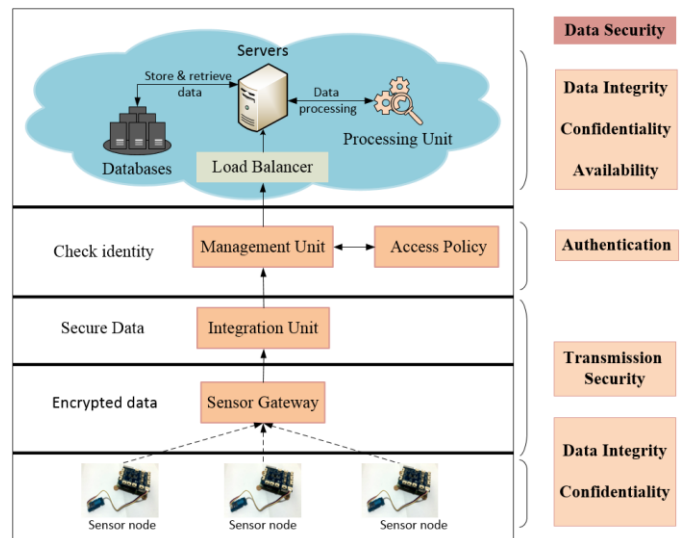 Data Security
Servers
Store & retrieve
data
Data
processing
Databases
Processing Unit
Load Balancer
Data Integrity
Confidentiality
Availability
Check identity
Management Unit
Access Policy
Authentication
Secure Data
Integration Unit
Transmission
Security
Encrypted data
Sensor Gateway
Data Integrity
Confidentiality
Sensor node
Sensor node
Sensor node